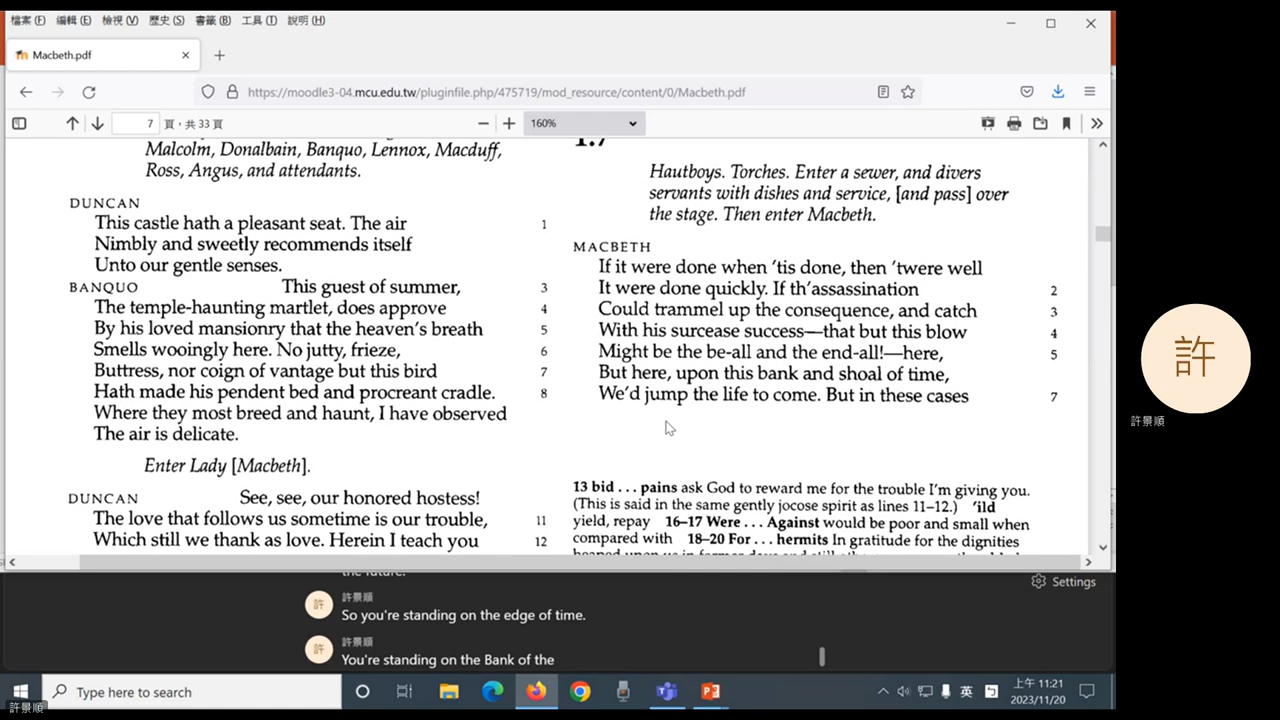 檔案(F) 編輯(E) 檢視(V) 歷史(S) 書籤(B) 工具(T) 說明(H)
Macbeth.pdf
https://moodle3-04.mcu.edu.tw/pluginfile.php/475719/mod_resource/content/0/Macbeth.pdf
7 頁，共 33 頁
160%
Malcolm, Donalbain, Banquo, Lennox, Macduff,
Ross, Angus, and attendants.
DUNCAN
This castle hath a pleasant seat. The air 1
Nimbly and sweetly recommends itself
Unto our gentle senses.
BANQUO This guest of summer, 3
The temple-haunting martlet, does approve 4
By his loved mansionry that the heaven's breath 5
Smells wooingly here. No jutty, frieze, 6
Buttress, nor coign of vantage but this bird 7
Hath made his pendent bed and procreant cradle. 8
Where they most breed and haunt, I have observed
The air is delicate.
Enter Lady [Macbeth].
DUNCAN See, see, our honored hostess!
The love that follows us sometime is our trouble, 11
Which still we thank as love. Herein I teach you 12
1.7
Hautboys. Torches. Enter a sewer, and divers
servants with dishes and service, [and pass] over
the stage. Then enter Macbeth.
MACBETH
If it were done when 'tis done, then 'twere well
It were done quickly. If th'assassination 2
Could trammel up the consequence, and catch 3
With his surcease success—that but this blow 4
Might be the be-all and the end-all!—here, 5
But here, upon this bank and shoal of time,
We'd jump the life to come. But in these cases 7
13 bid . . . pains ask God to reward me for the trouble I'm giving you.
(This is said in the same gently jocose spirit as lines 11–12.) 'ild
yield, repay 16–17 Were . . . Against would be poor and small when
compared with 18–20 For . . . hermits In gratitude for the dignities
許
許景順
the future.
Settings
許 許景順
So you're standing on the edge of time.
許 許景順
You're standing on the Bank of the
Type here to search
英
上午 11:21
2023/11/20
許景順